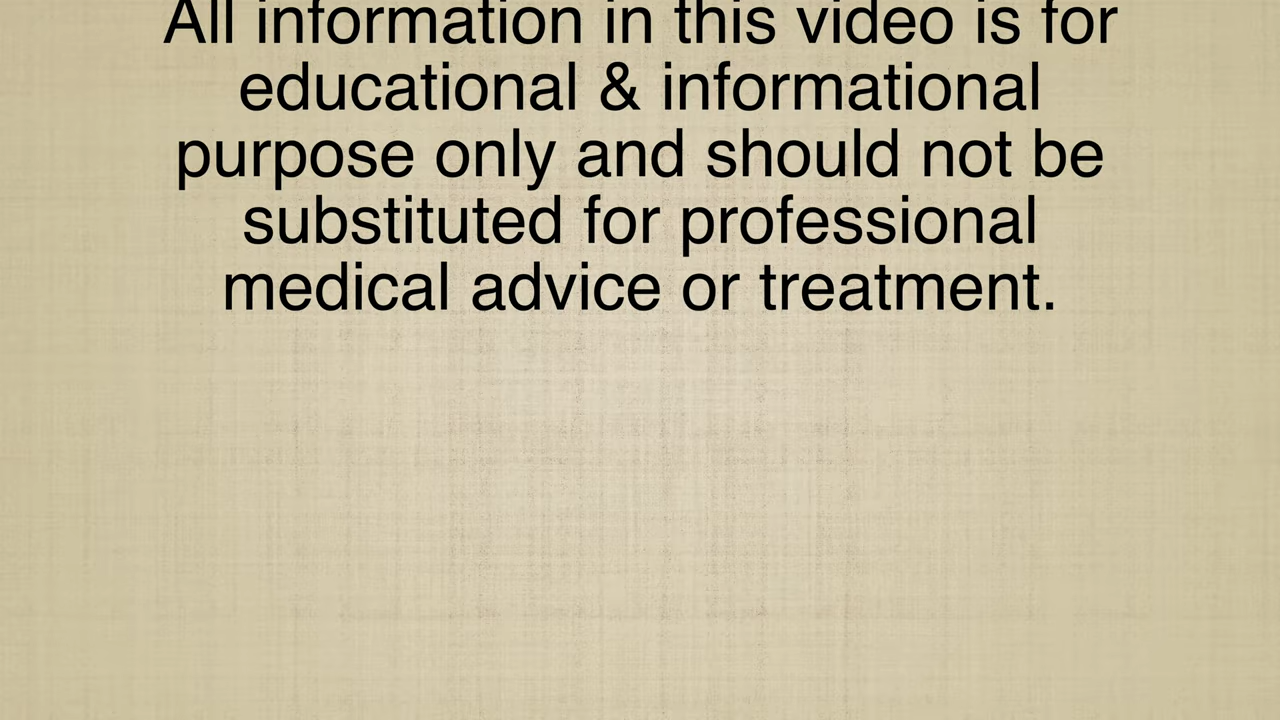 All information in this video is for
educational & informational
purpose only and should not be
substituted for professional
medical advice or treatment.